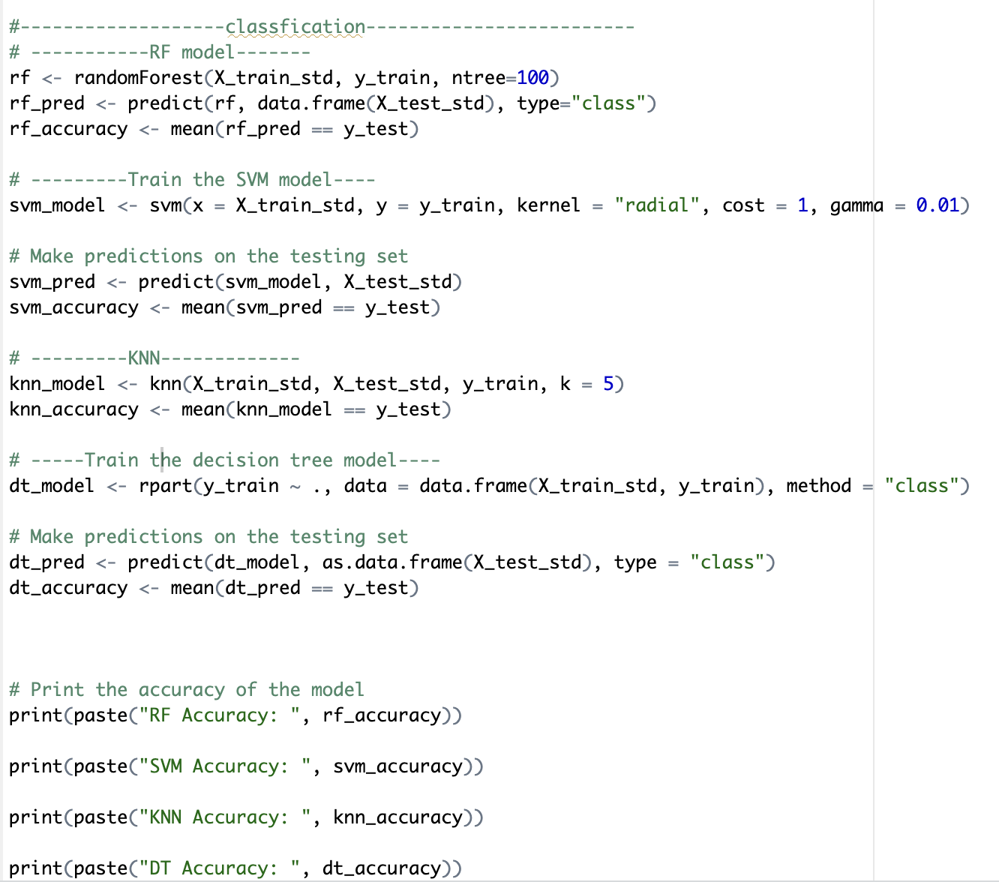 #-------------------classfication-------------------------
# -----------RF model-------
rf <- randomForest(X_train_std, y_train, ntree=100)
rf_pred <- predict(rf, data.frame(X_test_std), type="class")
rf_accuracy <- mean(rf_pred == y_test)
# ---------Train the SVM model----
svm_model <- svm(x = X_train_std, y = y_train, kernel = "radial", cost = 1, gamma = 0.01)
# Make predictions on the testing set
svm_pred <- predict(svm_model, X_test_std)
svm_accuracy <- mean(svm_pred == y_test)
# ---------KNN-------------
knn_model <- knn(X_train_std, X_test_std, y_train, k = 5)
knn_accuracy <- mean(knn_model == y_test)
# -----Train the decision tree model----
dt_model <- rpart(y_train ~ ., data = data.frame(X_train_std, y_train), method = "class")
# Make predictions on the testing set
dt_pred <- predict(dt_model, as.data.frame(X_test_std), type = "class")
dt_accuracy <- mean(dt_pred == y_test)
# Print the accuracy of the model
print(paste("RF Accuracy: ", rf_accuracy))
print(paste("SVM Accuracy: ", svm_accuracy))
print(paste("KNN Accuracy: ", knn_accuracy))
print(paste("DT Accuracy: ", dt_accuracy))